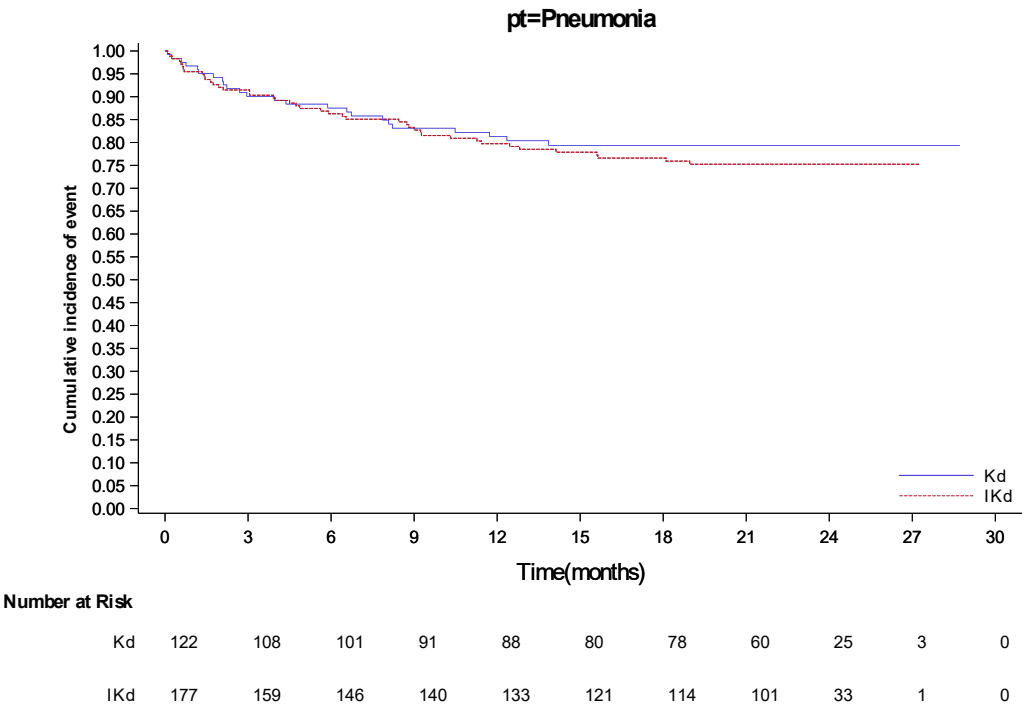 pt=Pneumonia
1.00
0.95
0.90
0.85
0.80
0.75
0.70
0.65
0.60
0.55
0.50
0.45
0.40
0.35
0.30
0.25
0.20
0.15
0.10
0.05
0.00
Cumulative incidence of event
Kd
IKd
0 3 6 9 12 15 18 21 24 27 30
Time(months)
Number at Risk
Kd 122 108 101 91 88 80 78 60 25 3 0
IKd 177 159 146 140 133 121 114 101 33 1 0